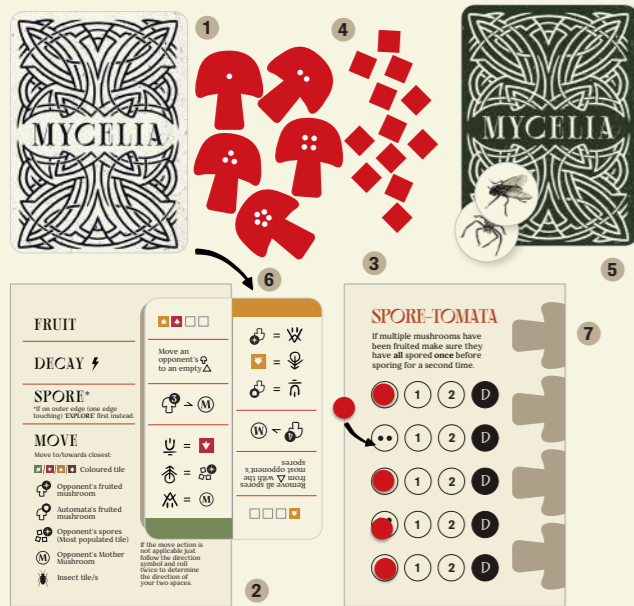 MYCELIA
1
4
MYCELIA
5
6
3
7
2
FRUIT
DECAY
SPORE*
*If on outer edge (one edge
touching) 'EXPLORE' first instead.
MOVE
Move to/towards closest:
Coloured tile
Opponent's fruited
mushroom
Automata's fruited
mushroom
Opponent's spores
(Most populated tile)
M Opponent's Mother
Mushroom
Insect tile/s
Move an
opponent's
to an empty
3 M
=
=
= M
If the move action is
not applicable just
follow the direction
symbol and roll
twice to determine
the direction of
your two spaces.
=
=
=
4 M
Remove all spores
from with the
most opponent's
spores
SPORE-TOMATA
If multiple mushrooms have
been fruited make sure they
have all spored once before
sporing for a second time.
1 2 D
1 2 D
1 2 D
1 2 D
1 2 D